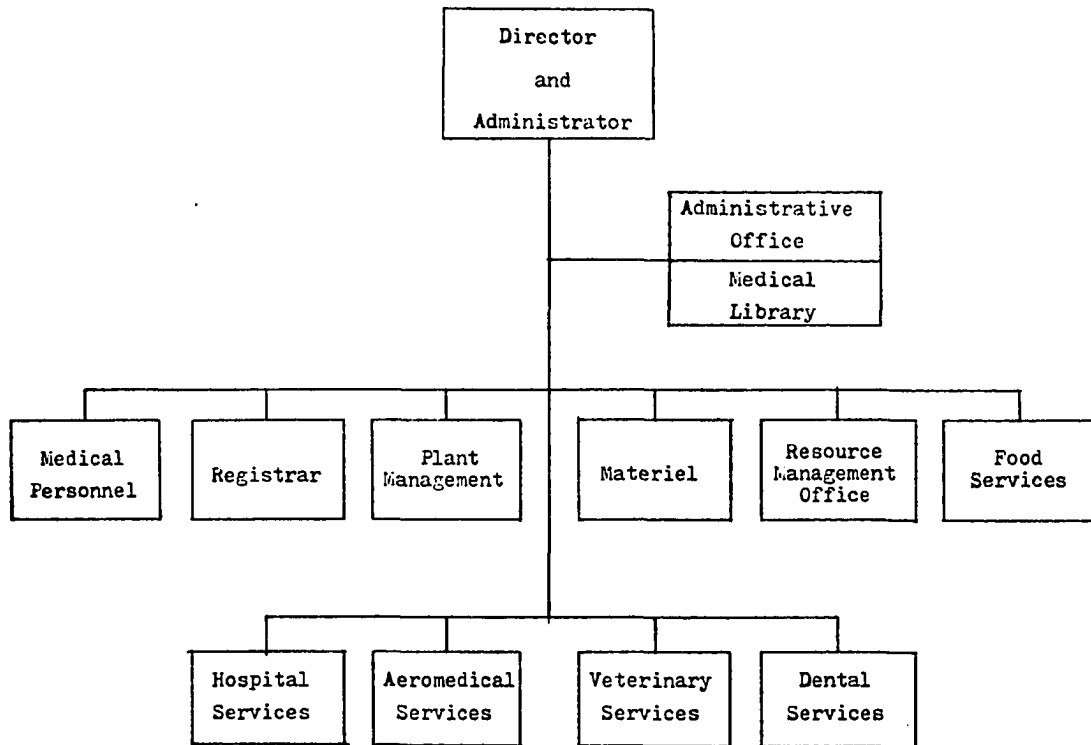 Director
and
Administrator
Administrative
Office
Medical
Library
Medical
Personnel
Registrar
Plant
Management
Materiel
Resource
Management
Office
Food
Services
Hospital
Services
Aeromedical
Services
Veterinary
Services
Dental
Services